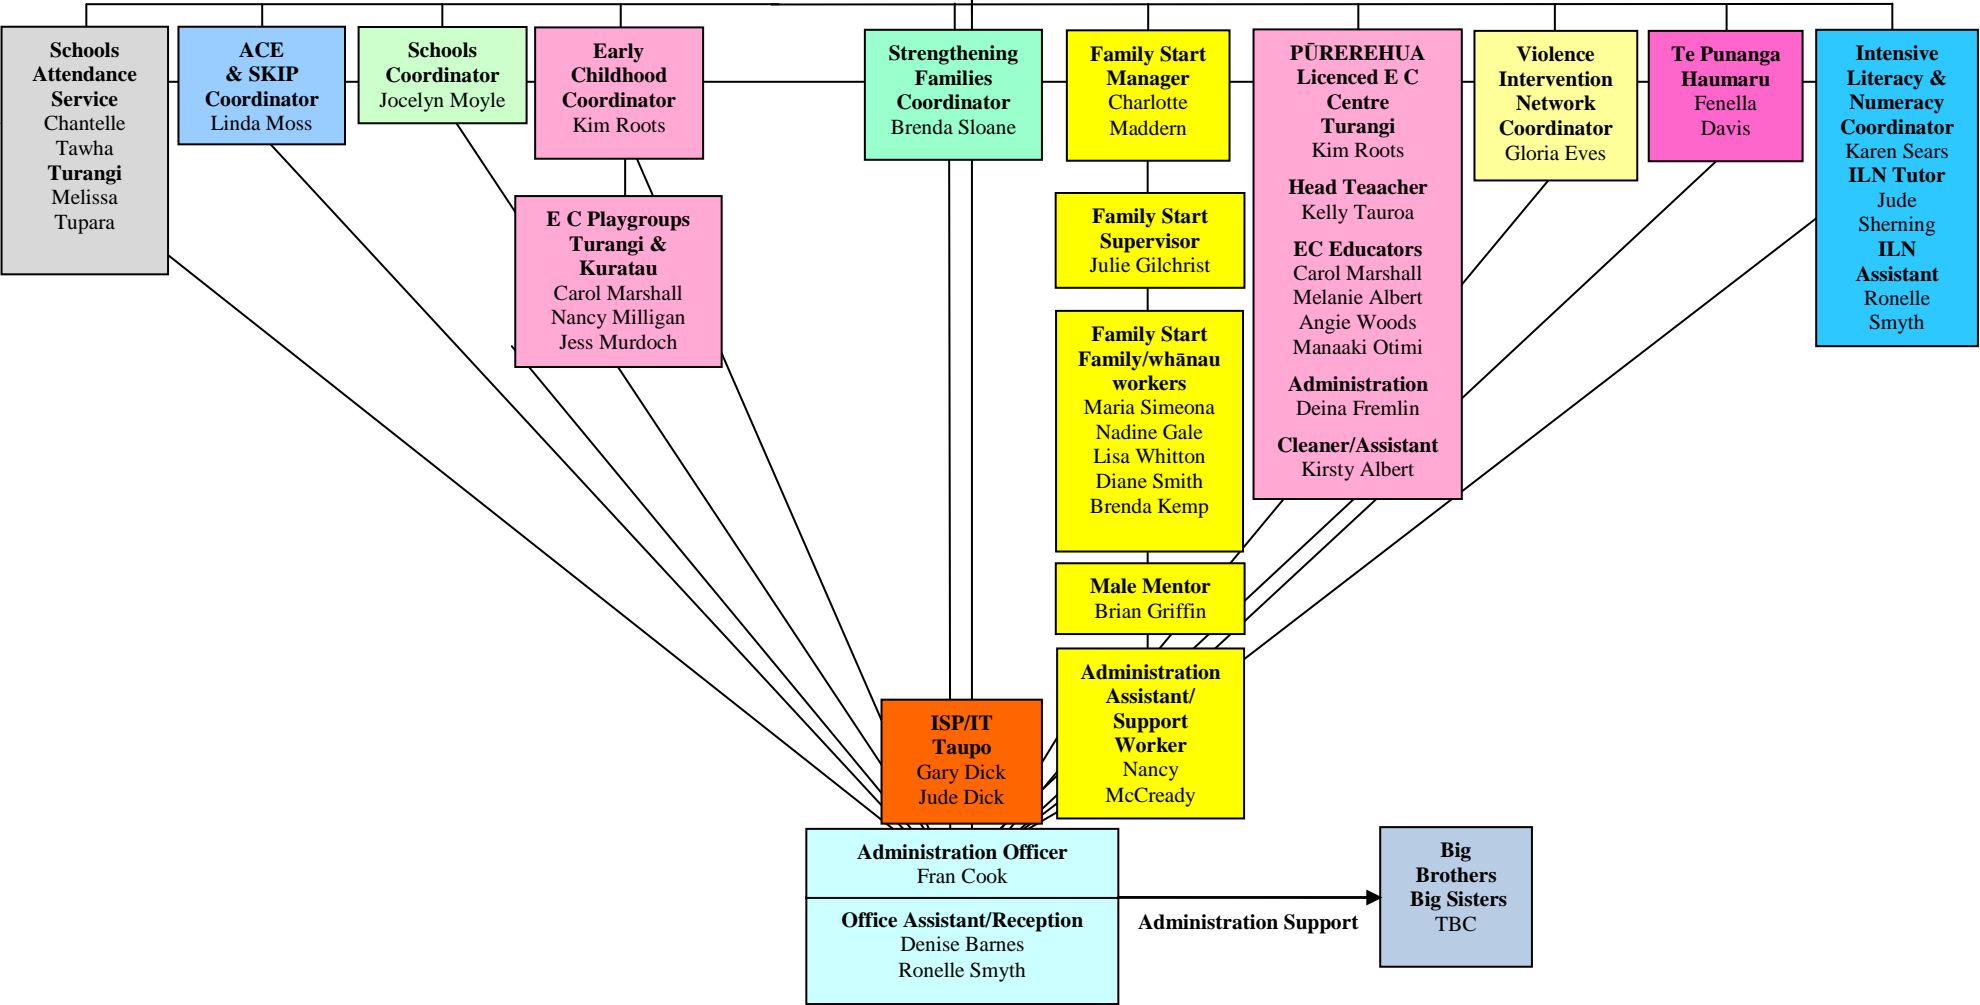 Schools
Attendance
Service
Chantelle
Tawha
Turangi
Melissa
Tupara
ACE
& SKIP
Coordinator
Linda Moss
Schools
Coordinator
Jocelyn Moyle
Early
Childhood
Coordinator
Kim Roots
E C Playgroups
Turangi &
Kuratau
Carol Marshall
Nancy Milligan
Jess Murdoch
Strengthening
Families
Coordinator
Brenda Sloane
Family Start
Manager
Charlotte
Maddern
Family Start
Supervisor
Julie Gilchrist
Family Start
Family/whānau
workers
Maria Simeona
Nadine Gale
Lisa Whitton
Diane Smith
Brenda Kemp
Male Mentor
Brian Griffin
Administration
Assistant/
Support
Worker
Nancy
McCready
PŪREREHUA
Licenced E C
Centre
Turangi
Kim Roots
Head Teaacher
Kelly Tauroa
EC Educators
Carol Marshall
Melanie Albert
Angie Woods
Manaaki Otimi
Administration
Deina Fremlin
Cleaner/Assistant
Kirsty Albert
Violence
Intervention
Network
Coordinator
Gloria Eves
Te Punanga
Haumaru
Fenella
Davis
Intensive
Literacy &
Numeracy
Coordinator
Karen Sears
ILN Tutor
Jude
Sherning
ILN
Assistant
Ronelle
Smyth
ISP/IT
Taupo
Gary Dick
Jude Dick
Administration Officer
Fran Cook
Office Assistant/Reception
Denise Barnes
Ronelle Smyth
Administration Support
Big
Brothers
Big Sisters
TBC